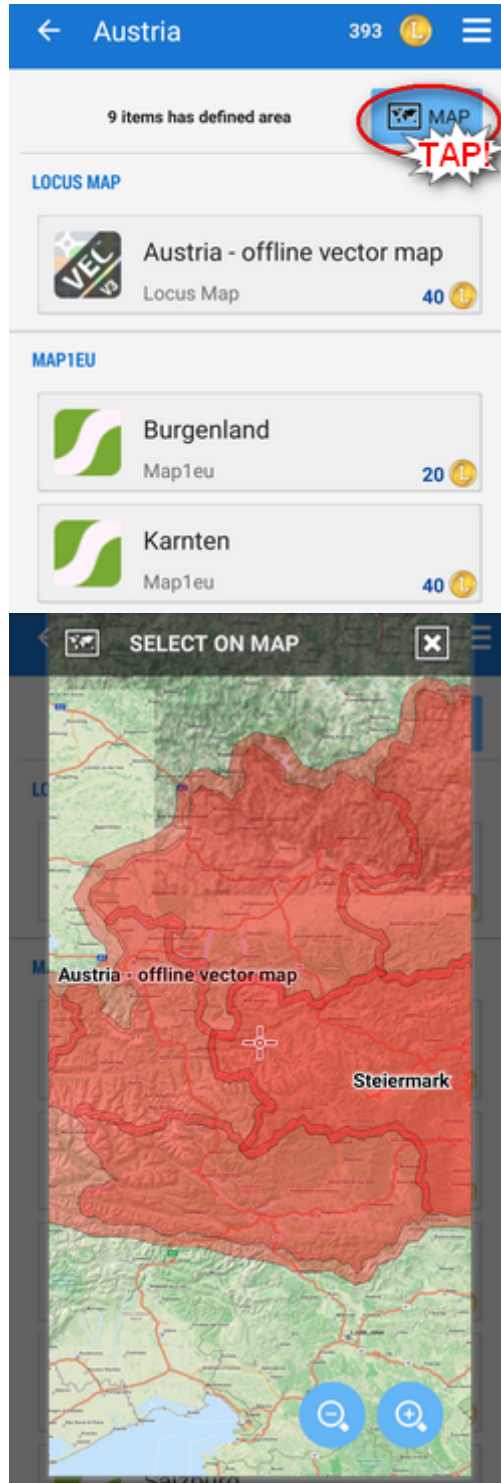 Austria
393
9 items has defined area
MAP
TAP!
LOCUS MAP
VEC
V3
Austria - offline vector map
Locus Map
40
MAP1EU
Burgenland
Map1eu
20
Karnten
Map1eu
40
SELECT ON MAP
Austria - offline vector map
Steiermark
Salzburg